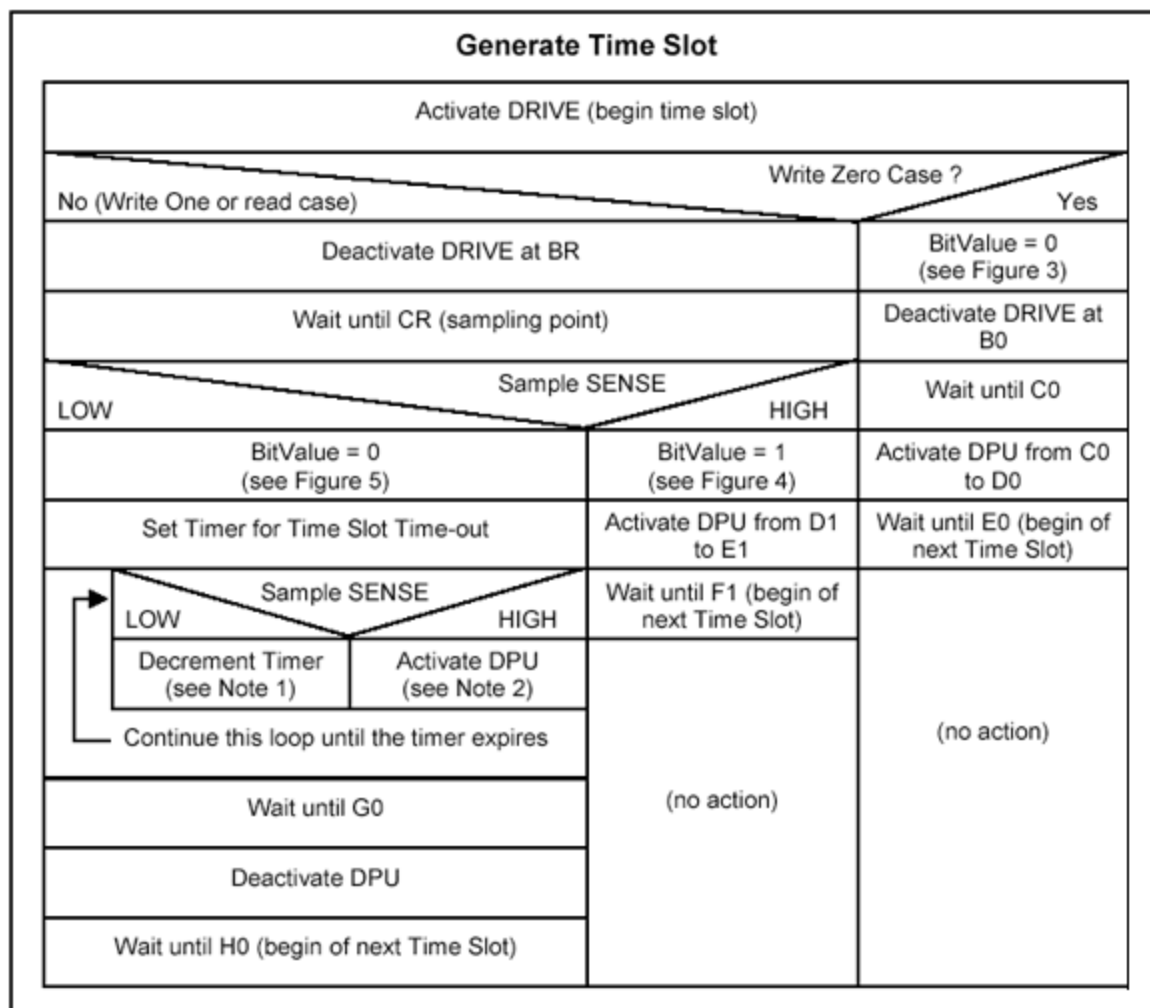 Generate Time Slot
Activate DRIVE (begin time slot)
Write Zero Case ?
No (Write One or read case)
Yes
Deactivate DRIVE at BR
BitValue = 0
(see Figure 3)
Wait until CR (sampling point)
Deactivate DRIVE at
B0
Sample SENSE
LOW
HIGH
Wait until C0
BitValue = 0
(see Figure 5)
BitValue = 1
(see Figure 4)
Activate DPU from C0
to D0
Set Timer for Time Slot Time-out
Activate DPU from D1
to E1
Wait until E0 (begin of
next Time Slot)
Sample SENSE
LOW
HIGH
Wait until F1 (begin of
next Time Slot)
Decrement Timer
(see Note 1)
Activate DPU
(see Note 2)
Continue this loop until the timer expires
(no action)
(no action)
Wait until G0
Deactivate DPU
Wait until H0 (begin of next Time Slot)